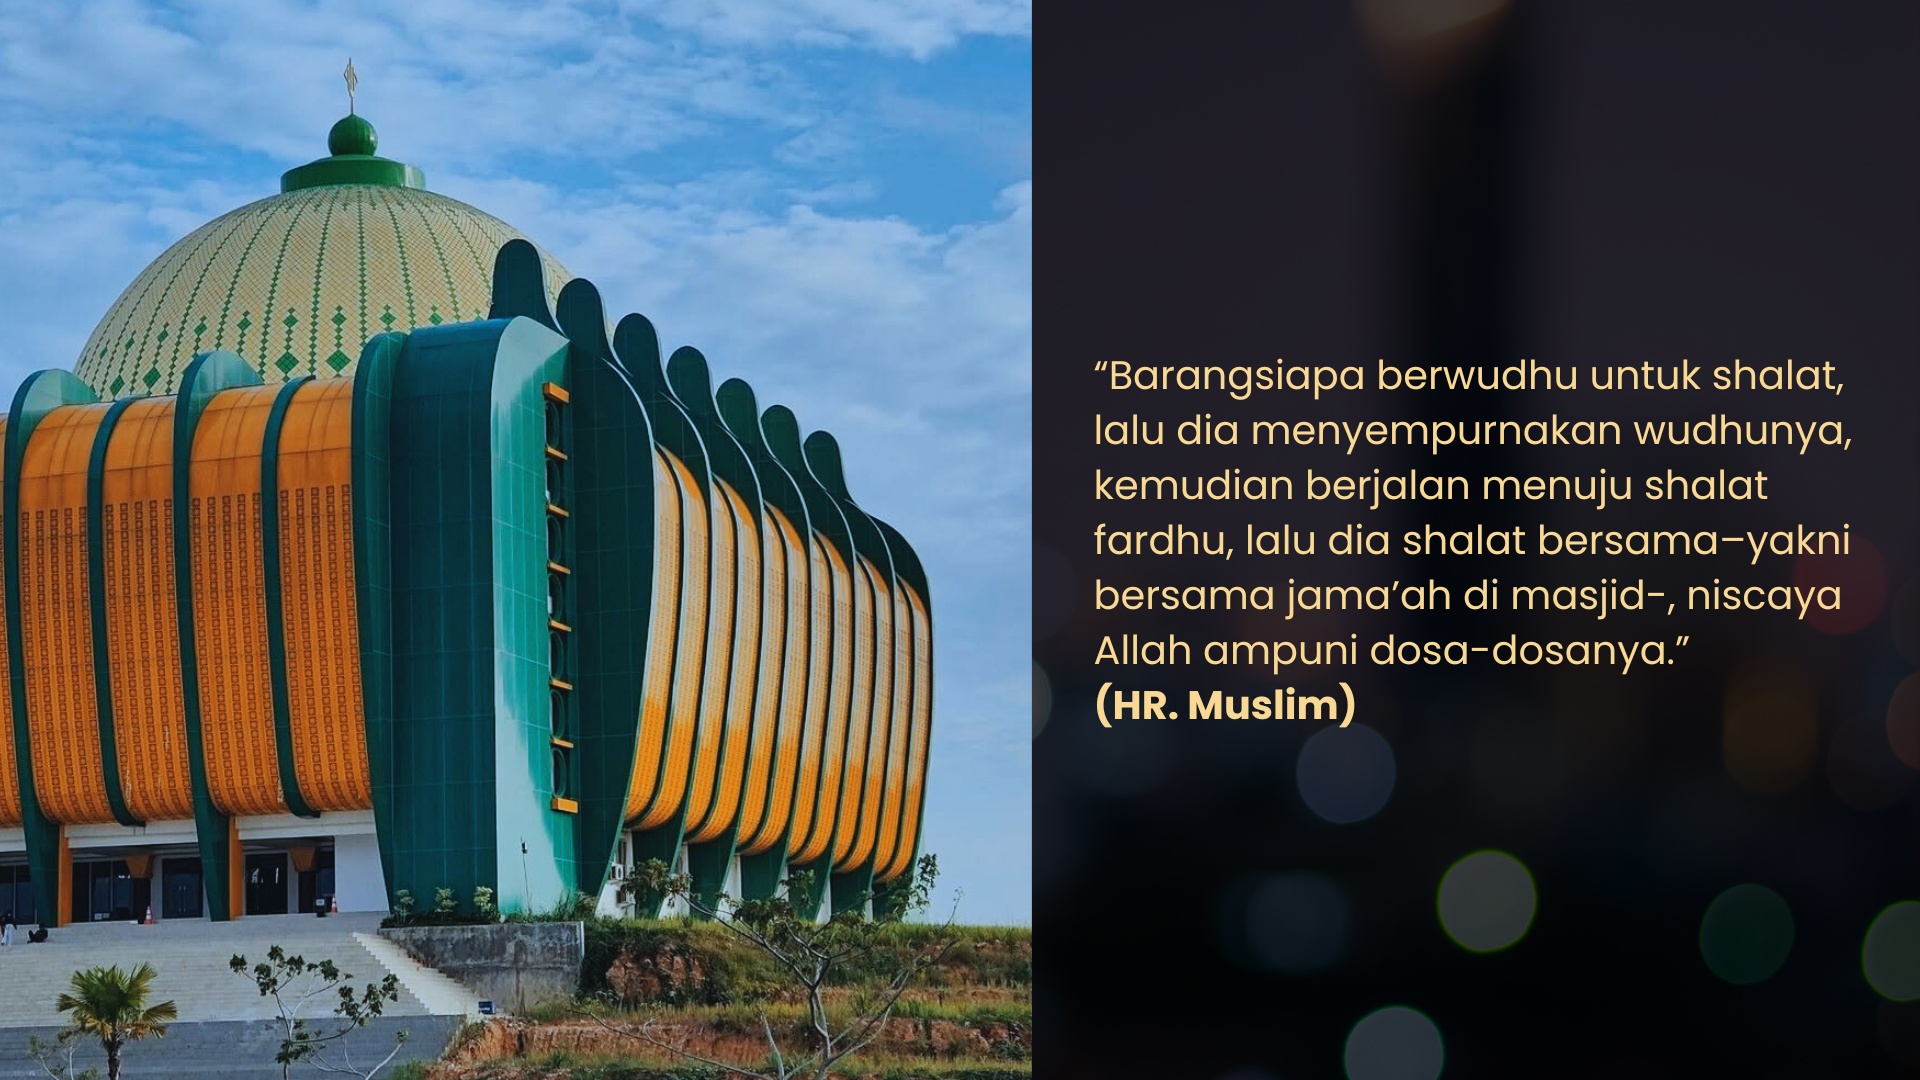 “Barangsiapa berwudhu untuk shalat,
lalu dia menyempurnakan wudhunya,
kemudian berjalan menuju shalat
fardhu, lalu dia shalat bersama–yakni
bersama jama’ah di masjid-, niscaya
Allah ampuni dosa-dosanya.”
(HR. Muslim)